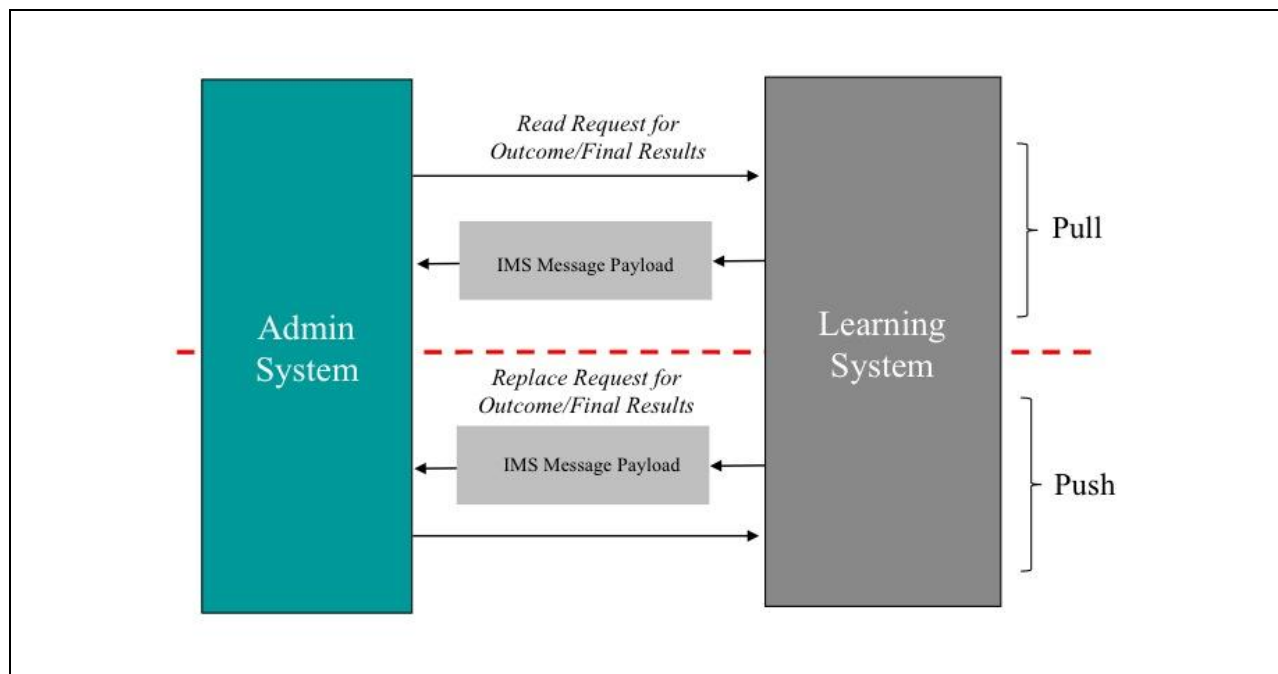 Read Request for
Outcome/Final Results
Pull
IMS Message Payload
Admin
System
Learning
System
Replace Request for
Outcome/Final Results
IMS Message Payload
Push